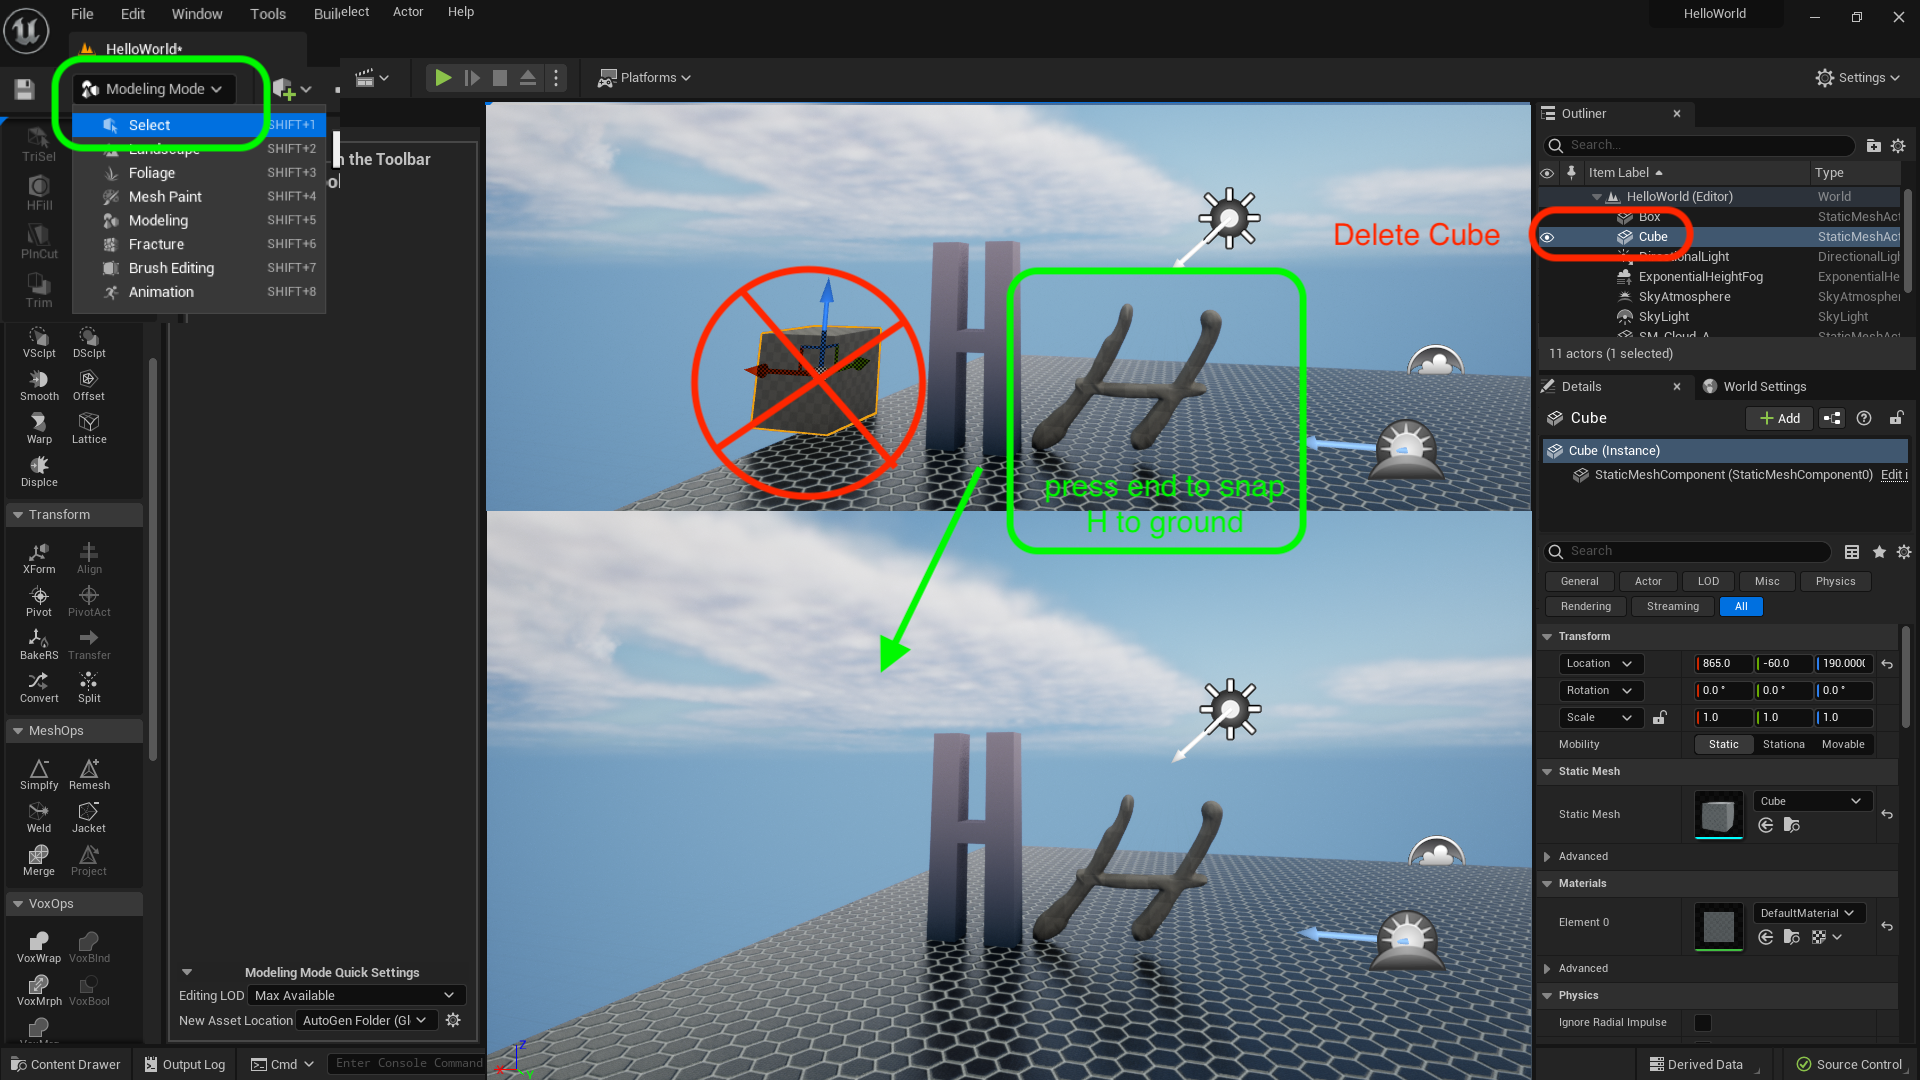 File Edit Window Tools Buil elect Actor Help
HelloWorld
HelloWorld*
Modeling Mode
Platforms
Settings
Select SHIFT+1
Landscape SHIFT+2
Foliage SHIFT+3
Mesh Paint SHIFT+4
Modeling SHIFT+5
Fracture SHIFT+6
Brush Editing SHIFT+7
Animation SHIFT+8
n the Toolbar
TriSel
HFill
PlnCut
Trim
VSclpt DSclpt
Smooth Offset
Warp Lattice
Displce
Transform
XForm Align
Pivot PivotAct
BakeRS Transfer
Convert Split
MeshOps
Simplfy Remesh
Weld Jacket
Merge Project
VoxOps
VoxWrap VoxBlnd
VoxMrph VoxBool
Modeling Mode Quick Settings
Editing LOD Max Available
New Asset Location AutoGen Folder (Gl
Content Drawer Output Log Cmd Enter Console Command
Delete Cube
press end to snap
H to ground
Z
X
Y
Outliner
Search...
Item Label Type
HelloWorld (Editor) World
Box StaticMeshAct
Cube StaticMeshAct
DirectionalLight DirectionalLigh
ExponentialHeightFog ExponentialHe
SkyAtmosphere SkyAtmospher
SkyLight SkyLight
SM_Cloud_A StaticMeshAct
11 actors (1 selected)
Details World Settings
Cube Add
Cube (Instance)
StaticMeshComponent (StaticMeshComponent0) Edit i
Search
General Actor LOD Misc Physics
Rendering Streaming All
Transform
Location 865.0 -60.0 190.000(
Rotation 0.0 ° 0.0 ° 0.0 °
Scale 1.0 1.0 1.0
Mobility Static Stationa Movable
Static Mesh
Static Mesh Cube
Advanced
Materials
Element 0 DefaultMaterial
Advanced
Physics
Ignore Radial Impulse
Derived Data Source Control